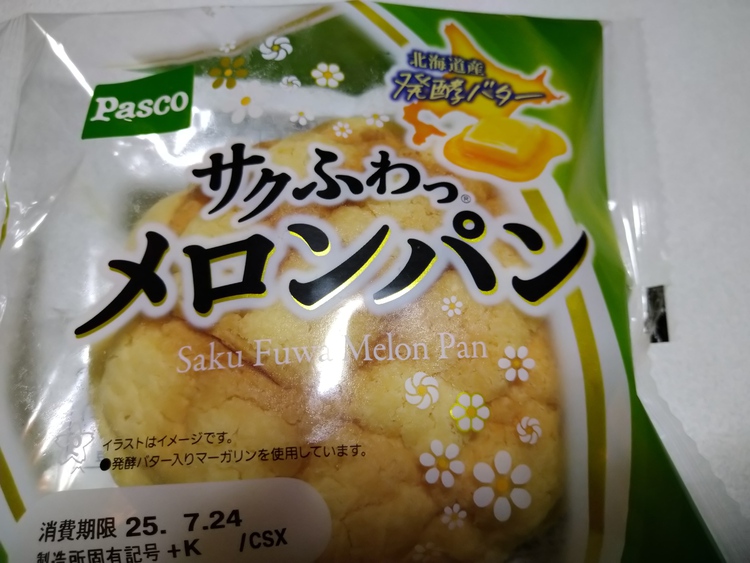 Pasco
北海道産
発酵バター
サクふわっ®
メロンパン
Saku Fuwa Melon Pan
イラストはイメージです。
●発酵バター入りマーガリンを使用しています。
消費期限 25. 7.24
製造所固有記号 +K /CSX